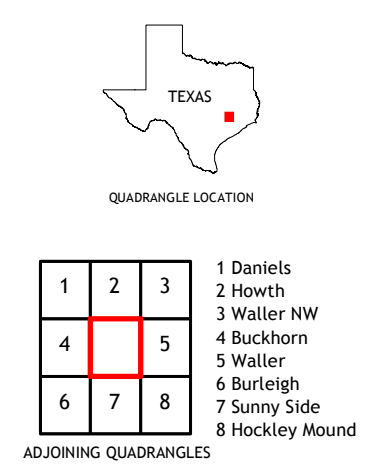 TEXAS
QUADRANGLE LOCATION
1 2 3
4 5
6 7 8
1 Daniels
2 Howth
3 Waller NW
4 Buckhorn
5 Waller
6 Burleigh
7 Sunny Side
8 Hockley Mound
ADJOINING QUADRANGLES